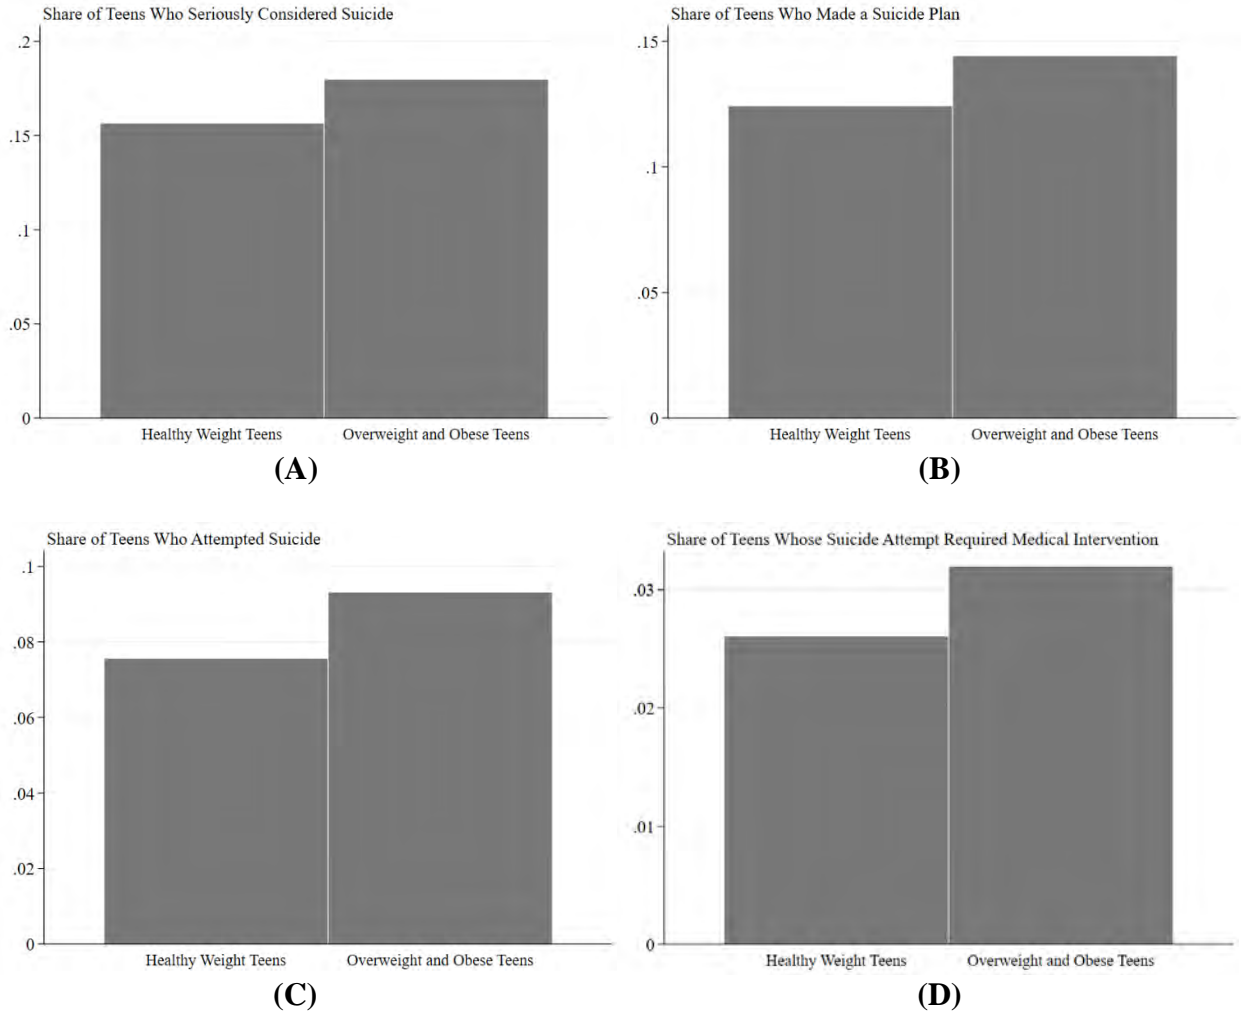 Share of Teens Who Seriously Considered Suicide
.2
.15
.1
.05
0
Healthy Weight Teens
Overweight and Obese Teens
(A)
Share of Teens Who Made a Suicide Plan
.15
.1
.05
0
Healthy Weight Teens
Overweight and Obese Teens
(B)
Share of Teens Who Attempted Suicide
.1
.08
.06
.04
.02
0
Healthy Weight Teens
Overweight and Obese Teens
(C)
Share of Teens Whose Suicide Attempt Required Medical Intervention
.03
.02
.01
0
Healthy Weight Teens
Overweight and Obese Teens
(D)